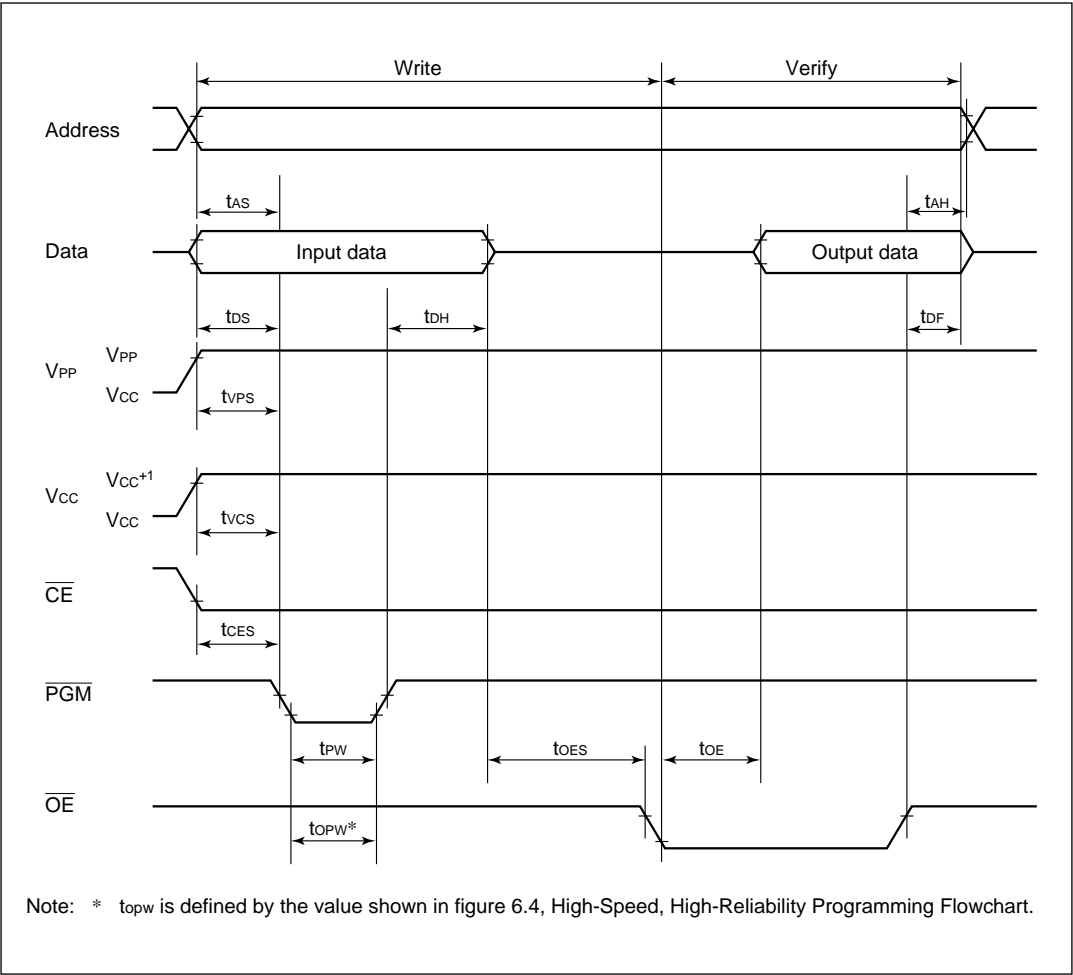 Write Verify
Address
tAS tAH
Data Input data Output data
tDS tDH tDF
VPP VPP
VCC
tVPS
VCC VCC+1
VCC
tVCS
CE
tCES
PGM
tPW tOES tOE
OE
tOPW*
Note: * topw is defined by the value shown in figure 6.4, High-Speed, High-Reliability Programming Flowchart.